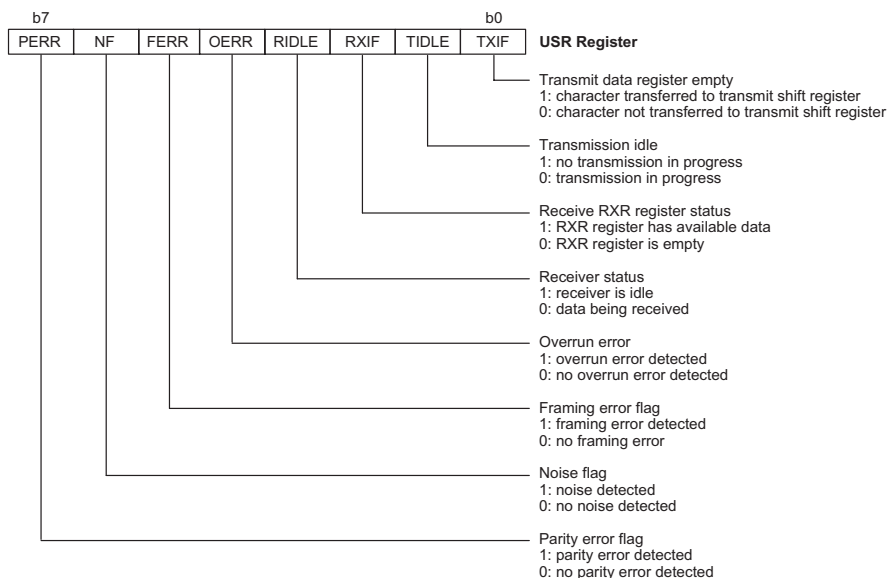 b7 b0
PERR NF FERR OERR RIDLE RXIF TIDLE TXIF USR Register
Transmit data register empty
1: character transferred to transmit shift register
0: character not transferred to transmit shift register
Transmission idle
1: no transmission in progress
0: transmission in progress
Receive RXR register status
1: RXR register has available data
0: RXR register is empty
Receiver status
1: receiver is idle
0: data being received
Overrun error
1: overrun error detected
0: no overrun error detected
Framing error flag
1: framing error detected
0: no framing error
Noise flag
1: noise detected
0: no noise detected
Parity error flag
1: parity error detected
0: no parity error detected